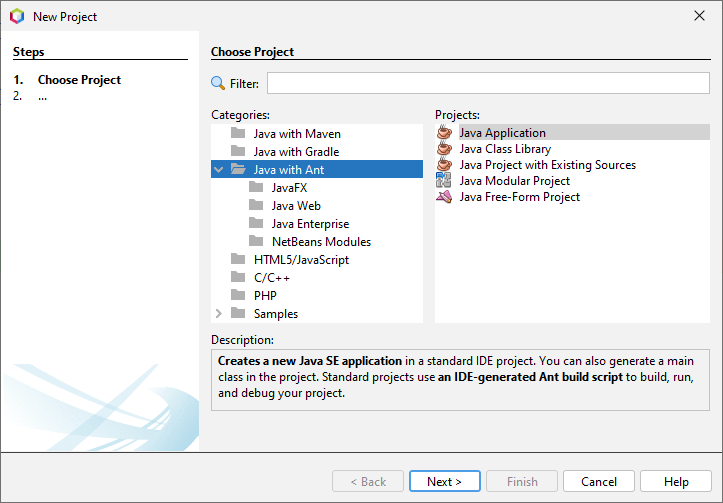 New Project
Steps
1. Choose Project
2. ...
Choose Project
Filter:
Categories:
Java with Maven
Java with Gradle
Java with Ant
JavaFX
Java Web
Java Enterprise
NetBeans Modules
HTML5/JavaScript
C/C++
PHP
Samples
Projects:
Java Application
Java Class Library
Java Project with Existing Sources
Java Modular Project
Java Free-Form Project
Description:
Creates a new Java SE application in a standard IDE project. You can also generate a main
class in the project. Standard projects use an IDE-generated Ant build script to build, run,
and debug your project.
< Back Next > Finish Cancel Help